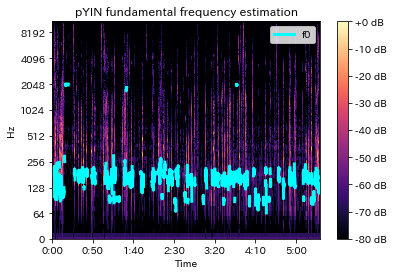 pYIN fundamental frequency estimation
f0
Hz
8192
4096
2048
1024
512
256
128
64
0
0:00 0:50 1:40 2:30 3:20 4:10 5:00
Time
+0 dB
-10 dB
-20 dB
-30 dB
-40 dB
-50 dB
-60 dB
-70 dB
-80 dB